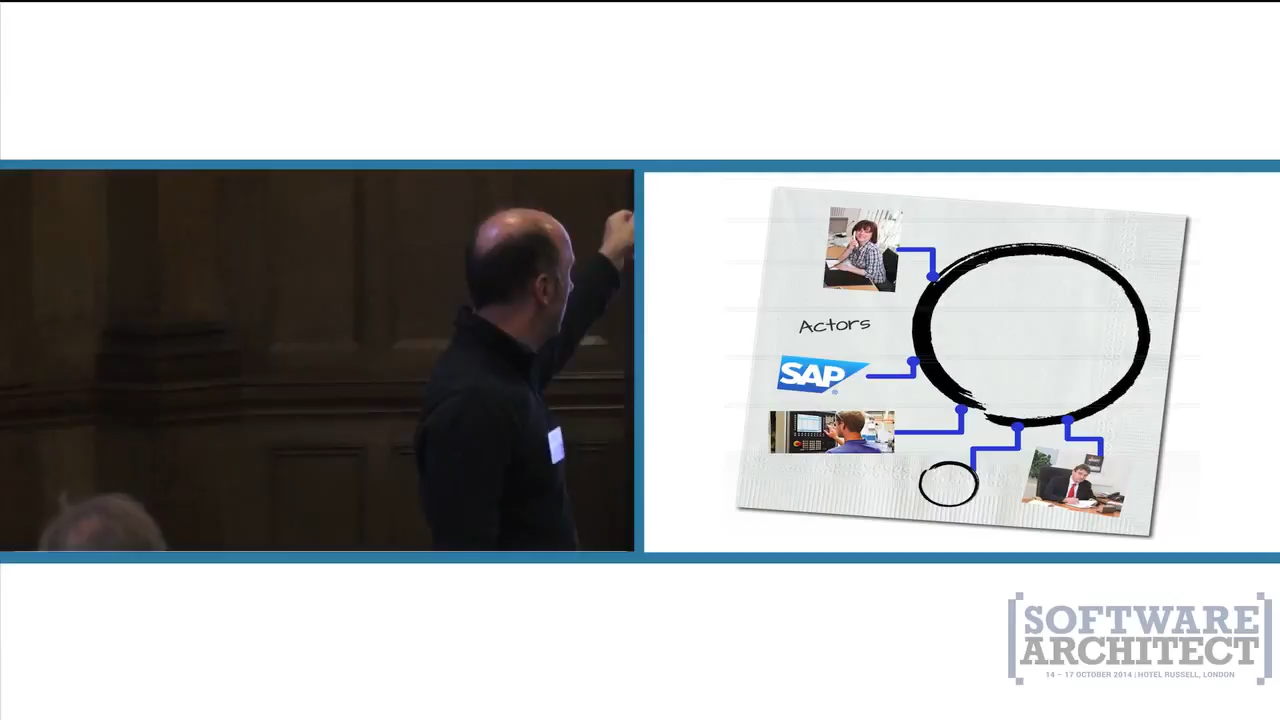 Actors
SAP
SOFTWARE
ARCHITECT
14 – 17 OCTOBER 2014 | HOTEL RUSSELL, LONDON